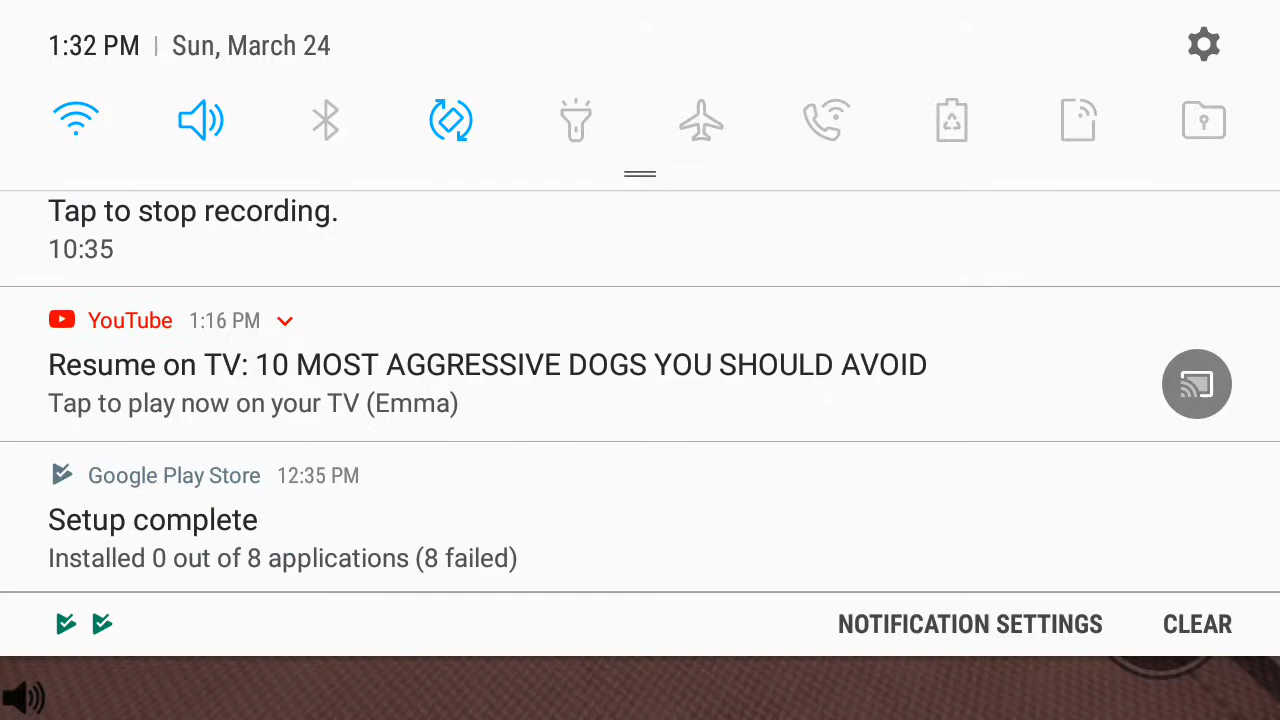 1:32 PM | Sun, March 24
Tap to stop recording.
10:35
YouTube 1:16 PM
Resume on TV: 10 MOST AGGRESSIVE DOGS YOU SHOULD AVOID
Tap to play now on your TV (Emma)
Google Play Store 12:35 PM
Setup complete
Installed 0 out of 8 applications (8 failed)
NOTIFICATION SETTINGS CLEAR